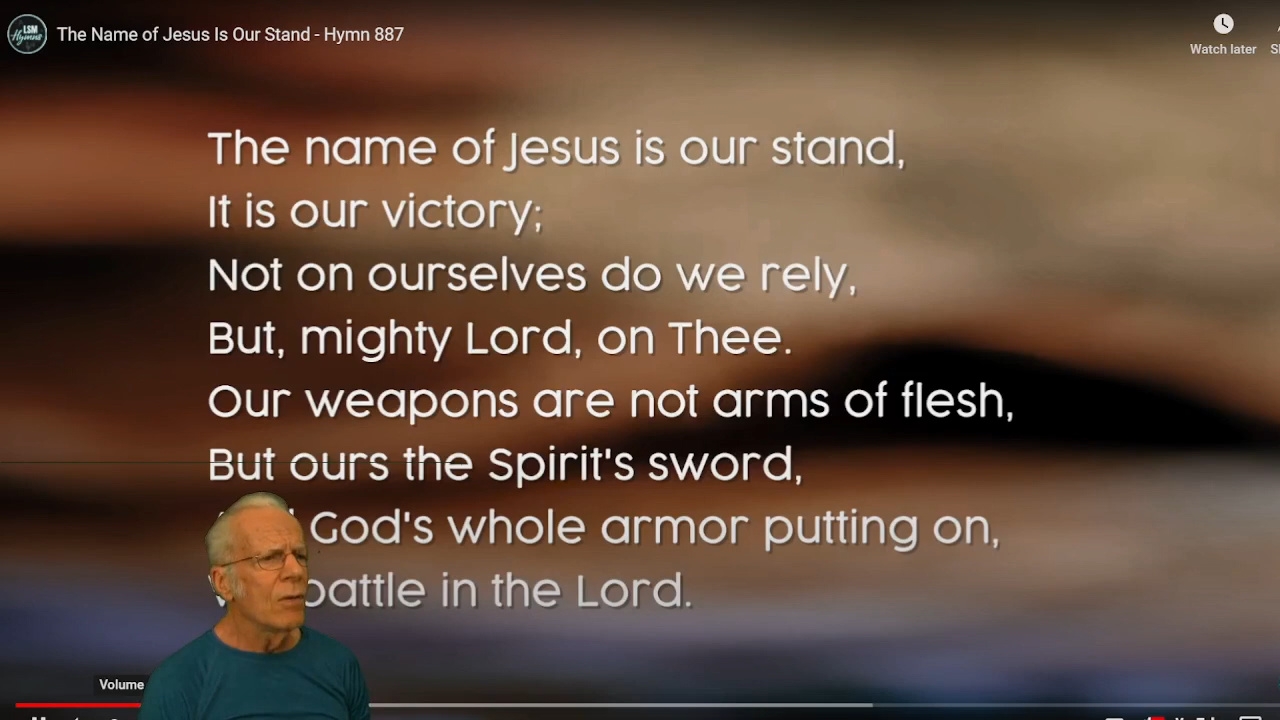 LSM
Hymns
The Name of Jesus Is Our Stand - Hymn 887
Watch later
The name of Jesus is our stand,
It is our victory;
Not on ourselves do we rely,
But, mighty Lord, on Thee.
Our weapons are not arms of flesh,
But ours the Spirit's sword,
God's whole armor putting on,
battle in the Lord.
Volume